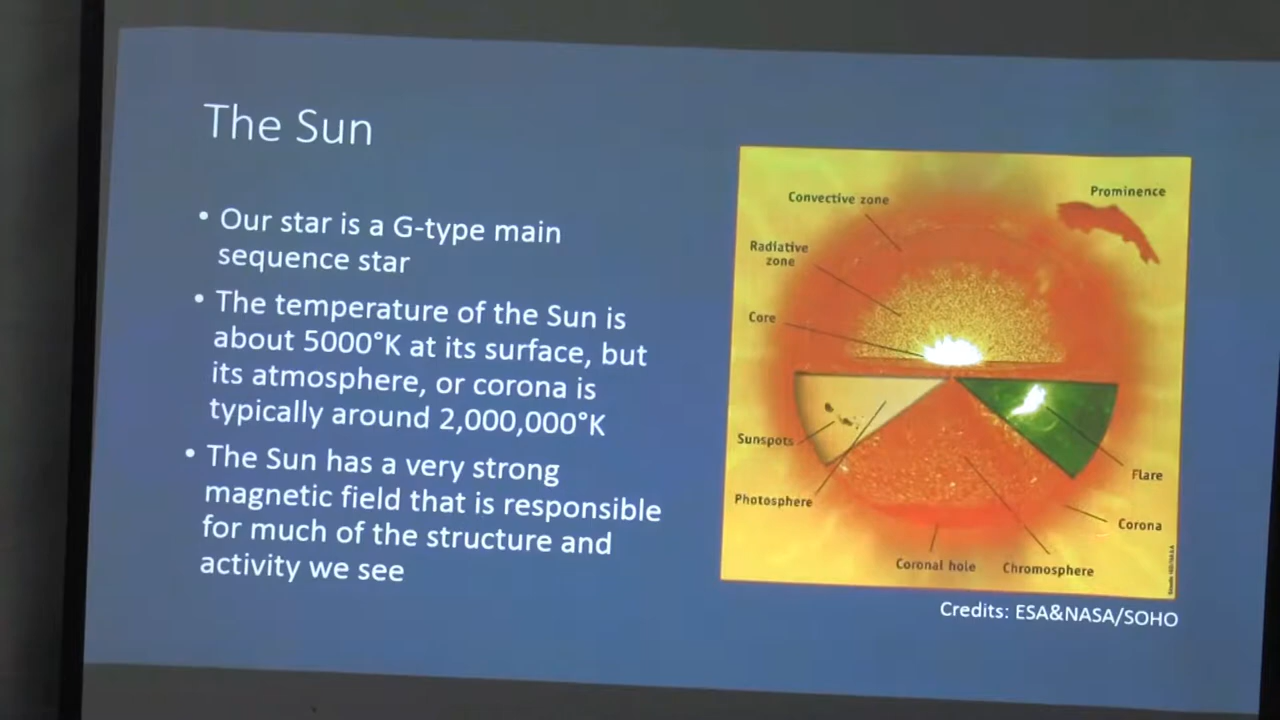 The Sun
• Our star is a G-type main
sequence star
• The temperature of the Sun is
about 5000°K at its surface, but
its atmosphere, or corona is
typically around 2,000,000°K
• The Sun has a very strong
magnetic field that is responsible
for much of the structure and
activity we see
Convective zone
Prominence
Radiative
zone
Core
Sunspots
Flare
Photosphere
Corona
Coronal hole
Chromosphere
Credits: ESA&NASA/SOHO